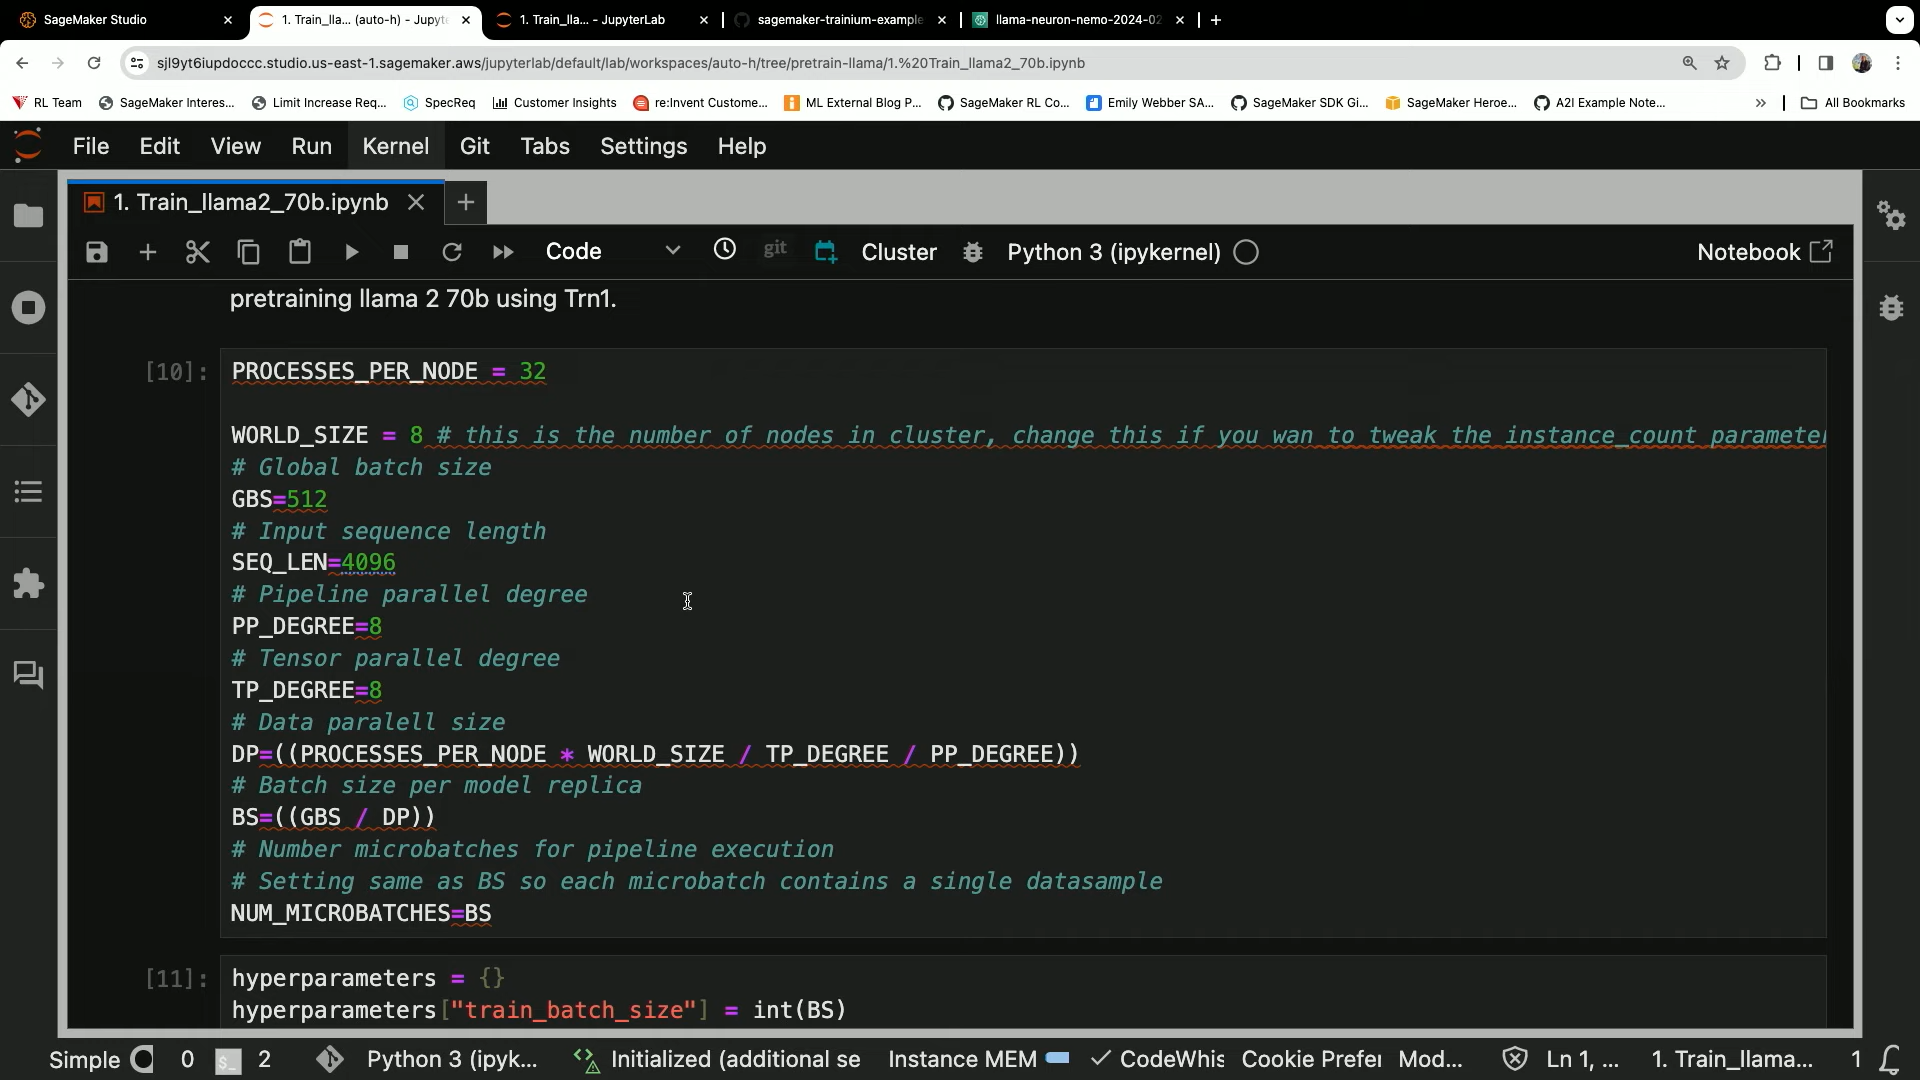 SageMaker Studio
1. Train_lla... (auto-h) - Jupyte
1. Train_lla... - JupyterLab
sagemaker-trainium-example
llama-neuron-nemo-2024-02
sjl9yt6iupdoccc.studio.us-east-1.sagemaker.aws/jupyterlab/default/lab/workspaces/auto-h/tree/pretrain-llama/1.%20Train_llama2_70b.ipynb
RL Team
SageMaker Interes...
Limit Increase Req...
SpecReq
Customer Insights
re:Invent Custome...
ML External Blog P...
SageMaker RL Co...
Emily Webber SA...
SageMaker SDK Gi...
SageMaker Heroe...
A2I Example Note...
»
All Bookmarks
File Edit View Run Kernel Git Tabs Settings Help
1. Train_llama2_70b.ipynb
Code
git
Cluster
Python 3 (ipykernel)
Notebook
pretraining llama 2 70b using Trn1.
[10]:
PROCESSES_PER_NODE = 32
WORLD_SIZE = 8 # this is the number of nodes in cluster, change this if you wan to tweak the instance_count parameter
# Global batch size
GBS=512
# Input sequence length
SEQ_LEN=4096
# Pipeline parallel degree
PP_DEGREE=8
# Tensor parallel degree
TP_DEGREE=8
# Data paralell size
DP=((PROCESSES_PER_NODE * WORLD_SIZE / TP_DEGREE / PP_DEGREE))
# Batch size per model replica
BS=((GBS / DP))
# Number microbatches for pipeline execution
# Setting same as BS so each microbatch contains a single datasample
NUM_MICROBATCHES=BS
[11]:
hyperparameters = {}
hyperparameters["train_batch_size"] = int(BS)
Simple 0 $_ 2 Python 3 (ipyk... Initialized (additional se Instance MEM CodeWhis Cookie Prefer Mod... Ln 1, ... 1. Train_llama... 1